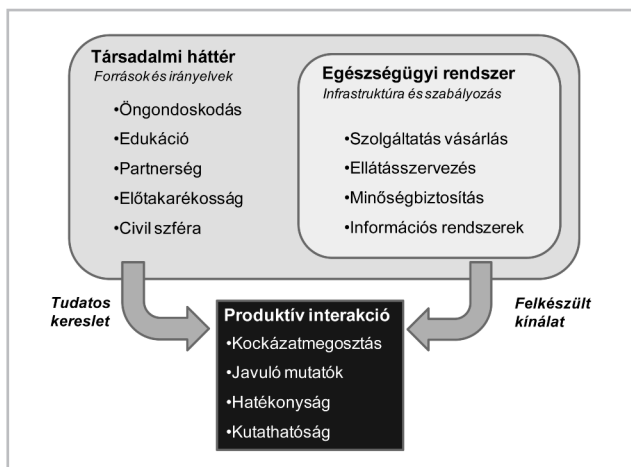 Társadalmi háttér
Források és irányelvek
•Öngondoskodás
•Edukáció
•Partnerség
•Előtakarékosság
•Civil szféra
Egészségügyi rendszer
Infrastruktúra és szabályozás
•Szolgáltatás vásárlás
•Ellátásszervezés
•Minőségbiztosítás
•Információs rendszerek
Tudatos
kereslet
Produktív interakció
•Kockázatmegosztás
•Javuló mutatók
•Hatékonyság
•Kutathatóság
Felkészült
kínálat